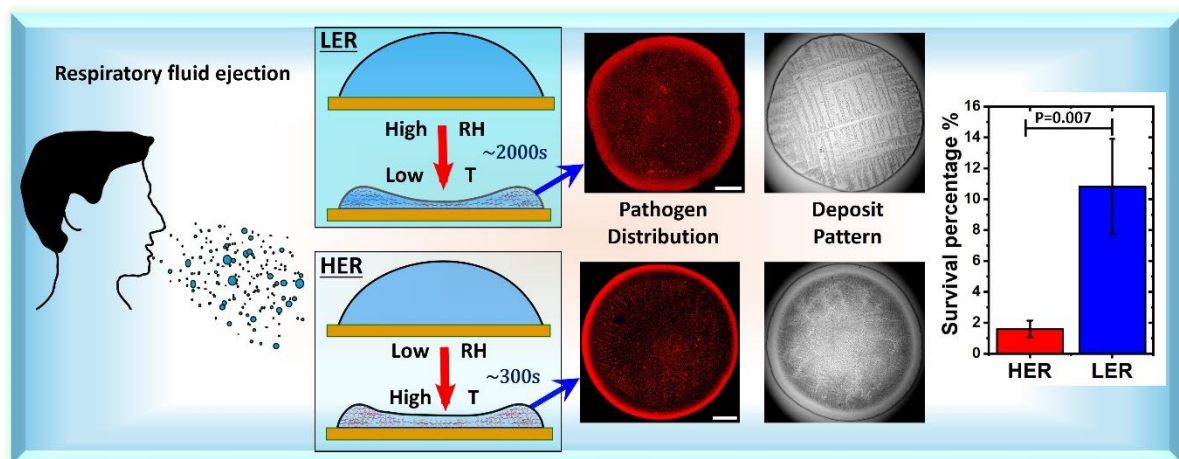 Respiratory fluid ejection
LER
High RH
~2000s
Low T
HER
Low RH
~300s
High T
Pathogen
Distribution
Deposit
Pattern
Survival percentage %
16
14
12
10
8
6
4
2
0
P=0.007
HER LER